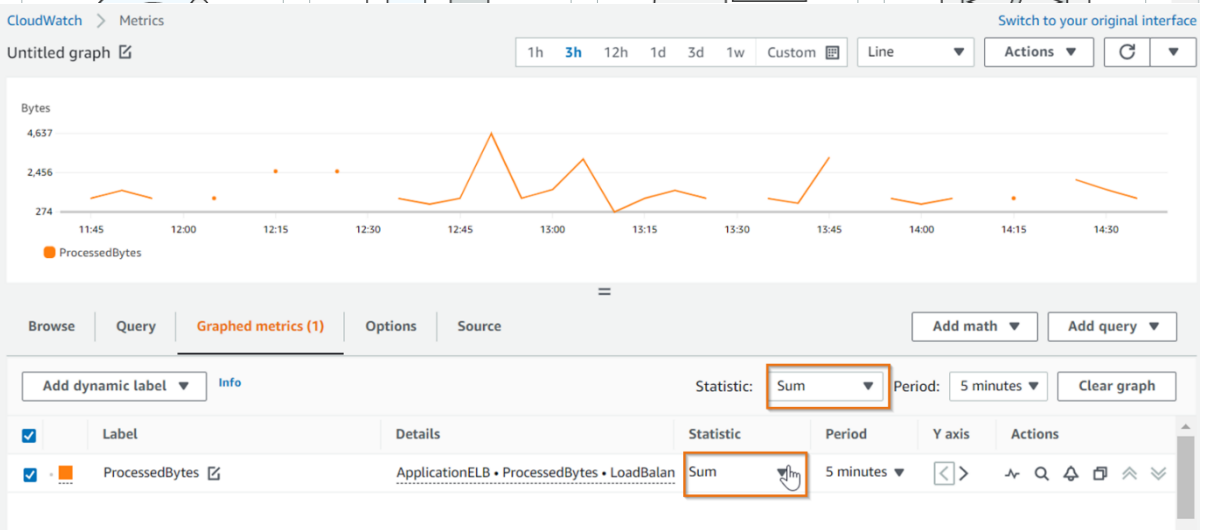 CloudWatch > Metrics
Switch to your original interface
Untitled graph
1h 3h 12h 1d 3d 1w Custom
Line
Actions
Bytes
4,637
2,456
274
11:45 12:00 12:15 12:30 12:45 13:00 13:15 13:30 13:45 14:00 14:15 14:30
ProcessedBytes
Browse Query Graphed metrics (1) Options Source
Add math Add query
Add dynamic label Info
Statistic: Sum Period: 5 minutes Clear graph
Label Details Statistic Period Y axis Actions
ProcessedBytes ApplicationELB • ProcessedBytes • LoadBalan Sum 5 minutes < >